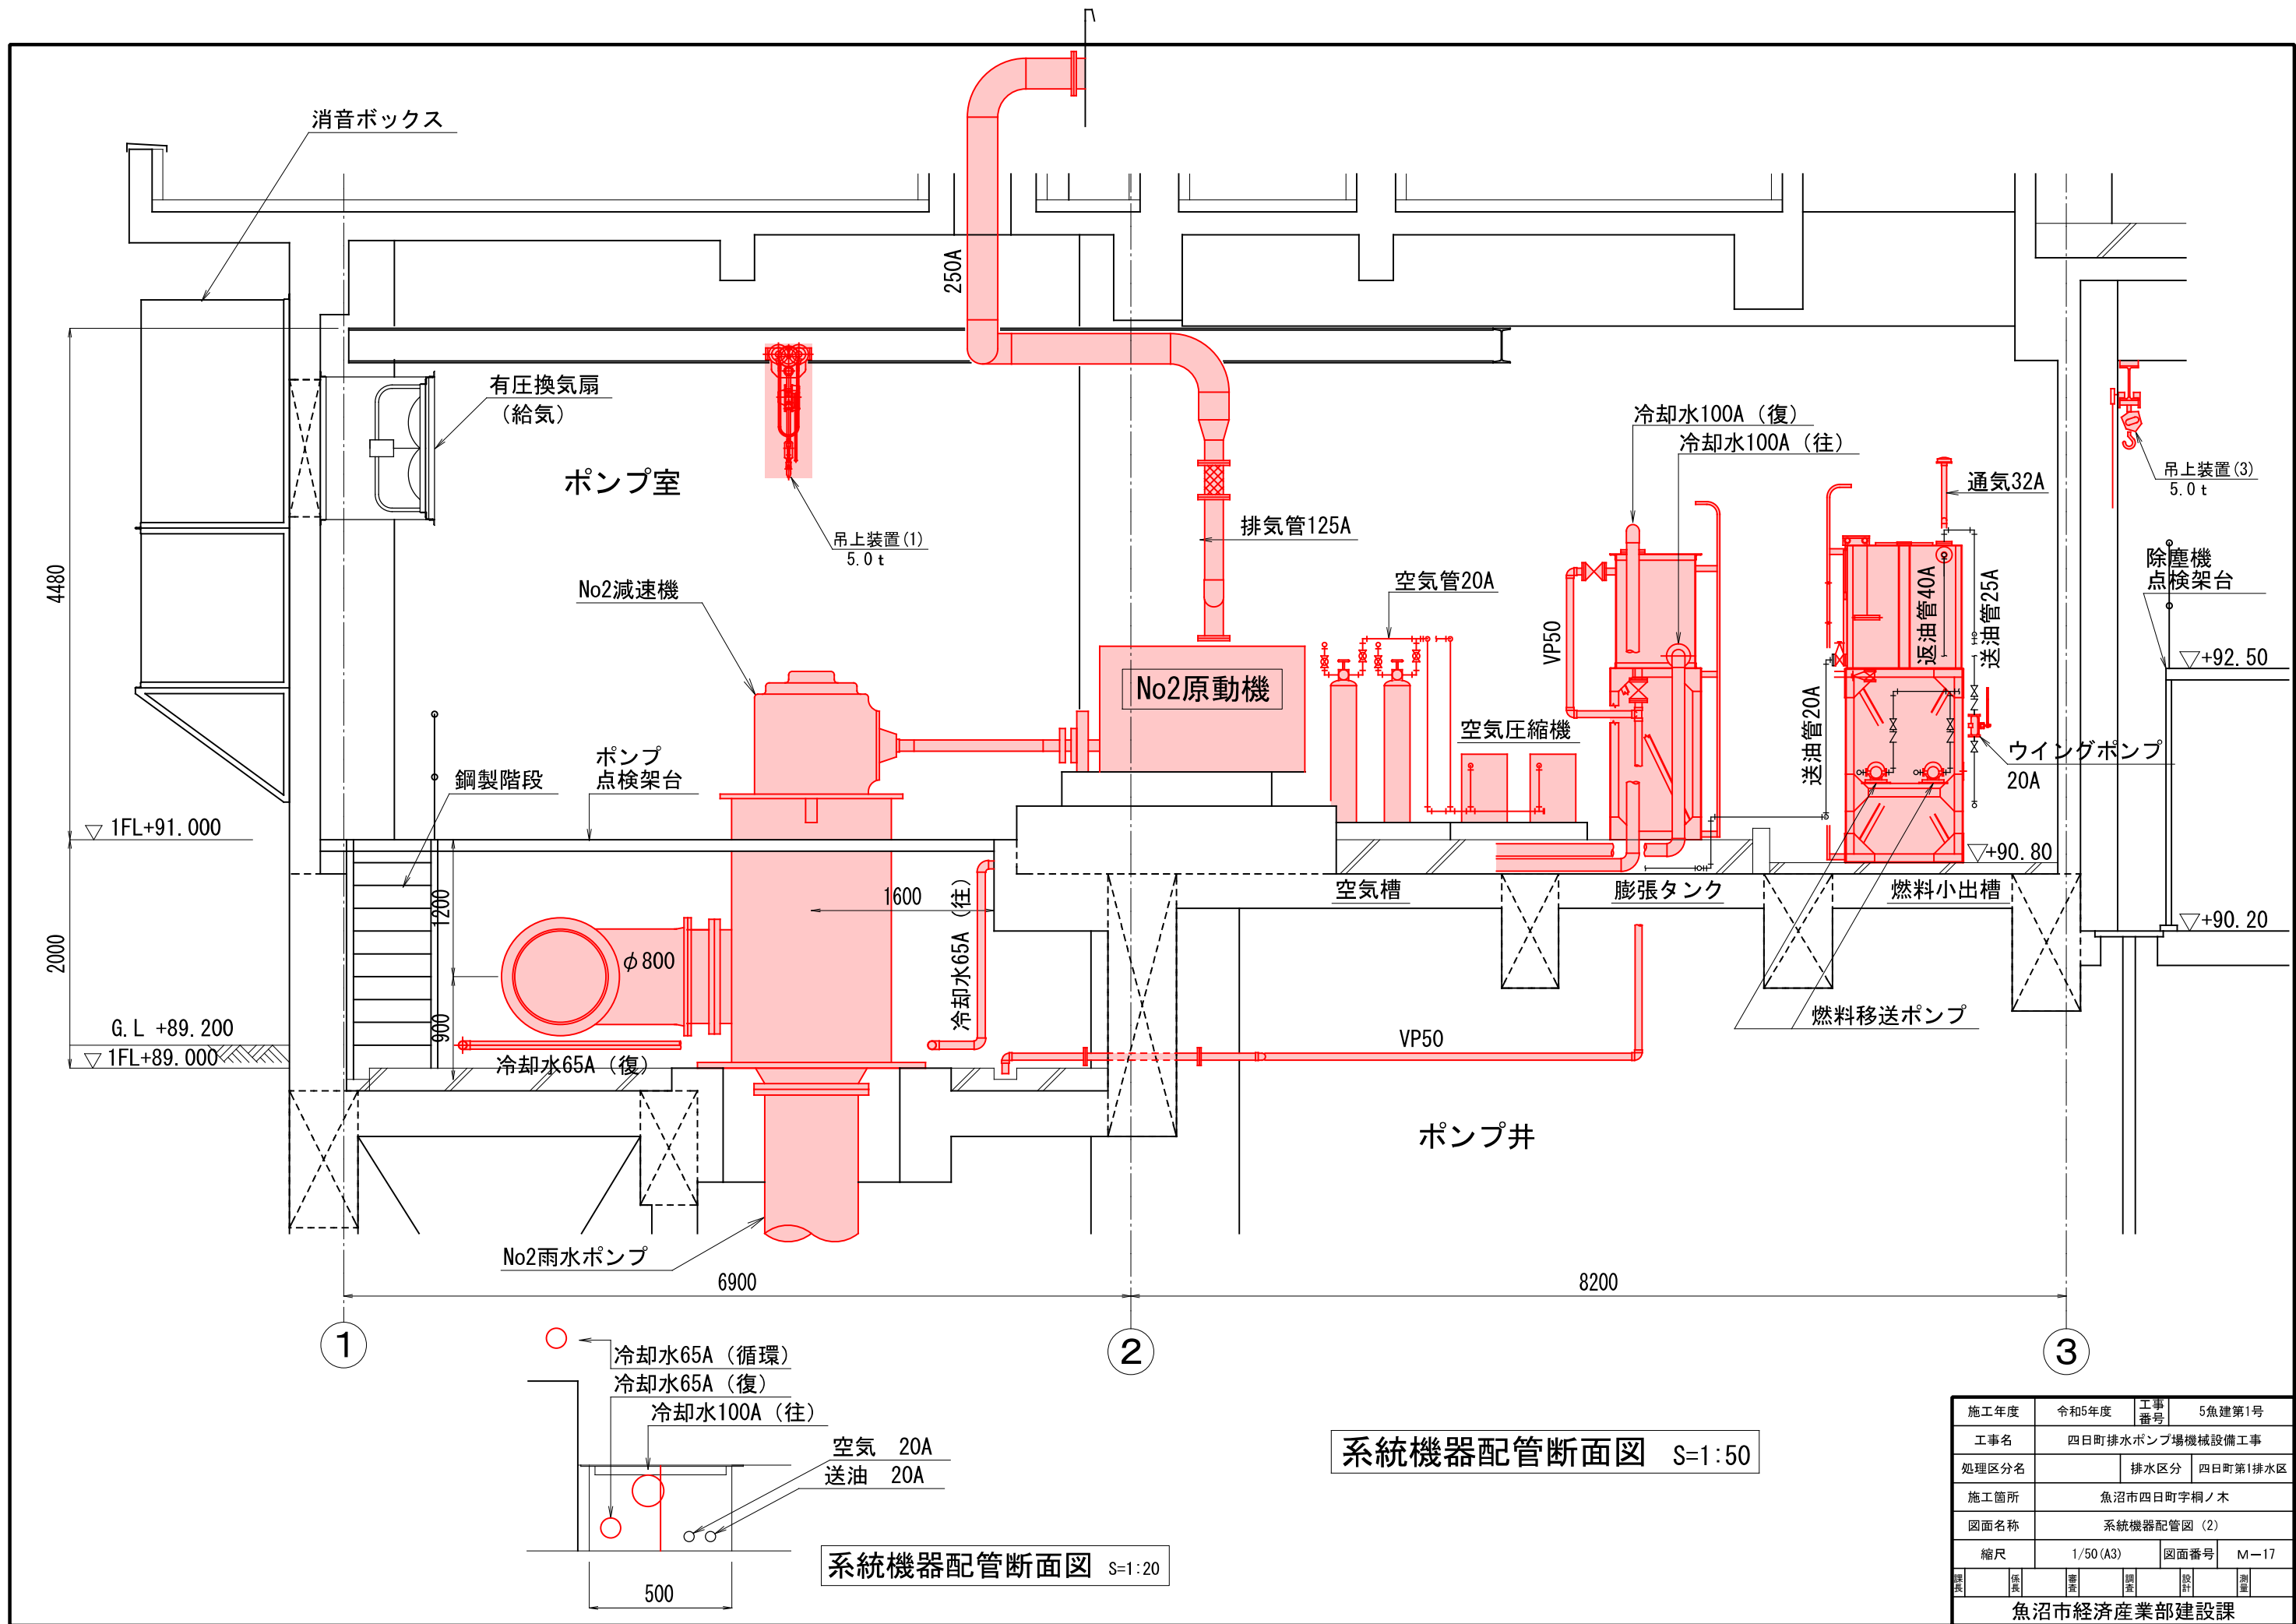 消音ボックス
250A
有圧換気扇
（給気）
ポンプ室
吊上装置(1)
5.0ｔ
冷却水100A（復）
冷却水100A（往）
通気32A
吊上装置(3)
5.0ｔ
排気管125A
4480
No2減速機
空気管20A
VP50
返油管40A
送油管25A
除塵機
点検架台
▽+92.50
No2原動機
空気圧縮機
送油管20A
ウイングポンプ
20A
鋼製階段
ポンプ
点検架台
▽ 1FL+91.000
▽+90.80
1200
1600
冷却水65A（往）
空気槽
膨張タンク
燃料小出槽
▽+90.20
2000
φ800
900
燃料移送ポンプ
G.L +89.200
▽ 1FL+89.000
冷却水65A（復）
VP50
ポンプ井
No2雨水ポンプ
6900
8200
1
2
3
冷却水65A（循環）
冷却水65A（復）
冷却水100A（往）
空気 20A
送油 20A
500
系統機器配管断面図 S=1:20
系統機器配管断面図 S=1:50
施工年度 令和5年度 工事番号 5魚建第1号
工事名 四日町排水ポンプ場機械設備工事
処理区分名 排水区分 四日町第1排水区
施工箇所 魚沼市四日町字桐ノ木
図面名称 系統機器配管図（2）
縮尺 1/50(A3) 図面番号 M－17
課長 係長 審査 調査 設計 測量
魚沼市経済産業部建設課